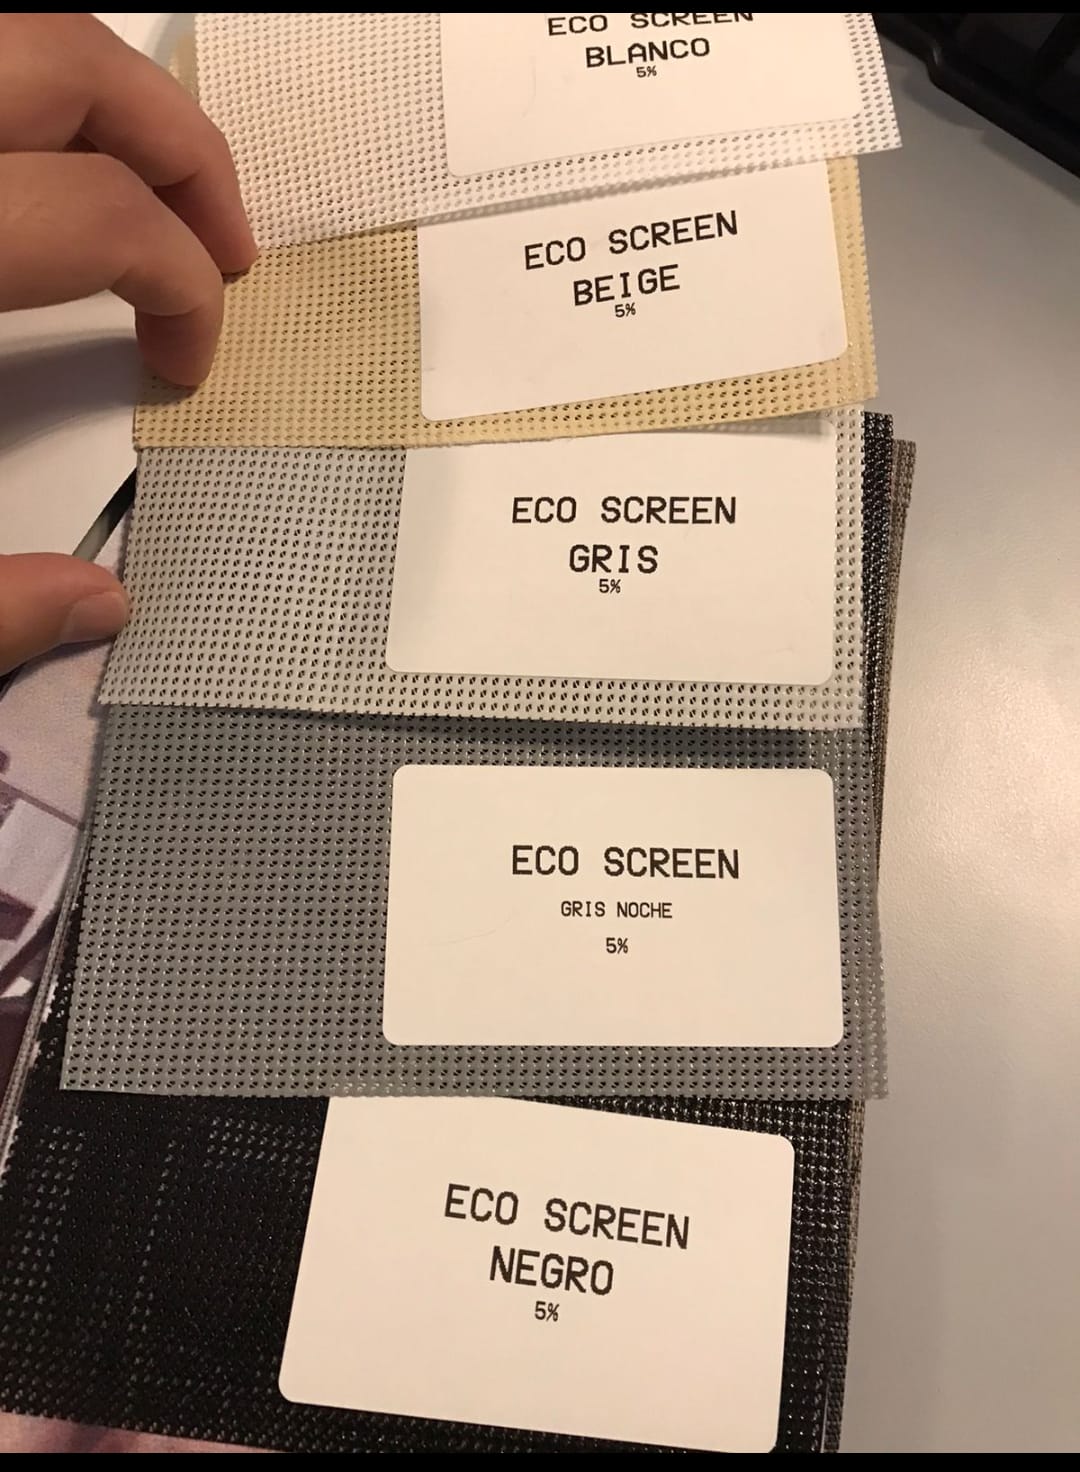 ECO SCREEN
BLANCO
5%
ECO SCREEN
BEIGE
5%
ECO SCREEN
GRIS
5%
ECO SCREEN
GRIS NOCHE
5%
ECO SCREEN
NEGRO
5%